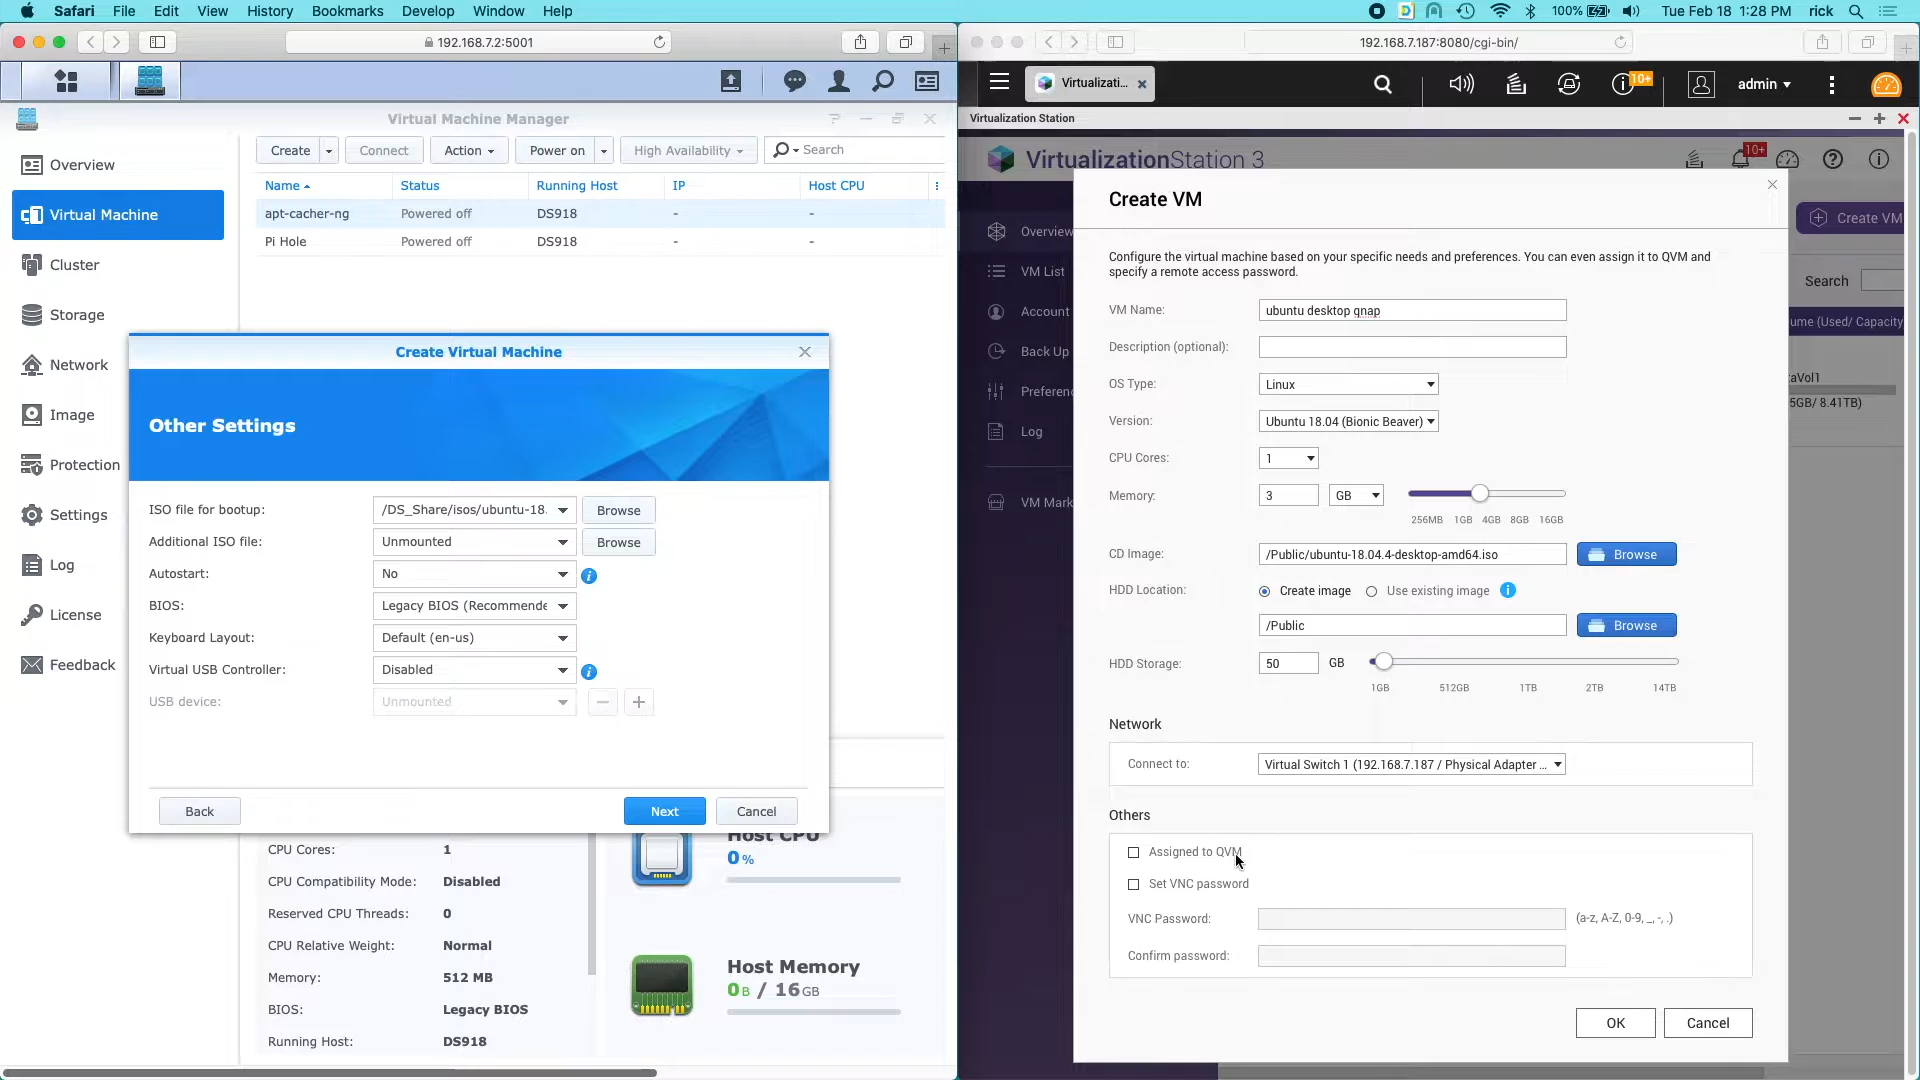 Safari File Edit View History Bookmarks Develop Window Help
100% Tue Feb 18 1:28 PM rick
192.168.7.2:5001
Virtual Machine Manager
Overview
Virtual Machine
Cluster
Storage
Network
Image
Protection
Settings
Log
License
Feedback
Create Connect Action Power on High Availability Search
Name Status Running Host IP Host CPU
apt-cacher-ng Powered off DS918 - -
Pi Hole Powered off DS918 - -
Create Virtual Machine
Other Settings
ISO file for bootup: /DS_Share/isos/ubuntu-18. Browse
Additional ISO file: Unmounted Browse
Autostart: No
BIOS: Legacy BIOS (Recommende
Keyboard Layout: Default (en-us)
Virtual USB Controller: Disabled
USB device: Unmounted
Back Next Cancel
CPU Cores: 1
CPU Compatibility Mode: Disabled
Reserved CPU Threads: 0
CPU Relative Weight: Normal
Memory: 512 MB
BIOS: Legacy BIOS
Running Host: DS918
Host CPU
0 %
Host Memory
0 B / 16 GB
192.168.7.187:8080/cgi-bin/
Virtualizati... 10+ admin
Virtualization Station
VirtualizationStation 3
10+
Overview
VM List
Account
Back Up
Preferen
Log
VM Mark
Create VM
Search
ume (Used/ Capacity
aVol1
5GB/ 8.41TB)
Create VM
Configure the virtual machine based on your specific needs and preferences. You can even assign it to QVM and
specify a remote access password.
VM Name: ubuntu desktop qnap
Description (optional):
OS Type: Linux
Version: Ubuntu 18.04 (Bionic Beaver)
CPU Cores: 1
Memory: 3 GB
256MB 1GB 4GB 8GB 16GB
CD Image: /Public/ubuntu-18.04.4-desktop-amd64.iso Browse
HDD Location: Create image Use existing image
/Public Browse
HDD Storage: 50 GB
1GB 512GB 1TB 2TB 14TB
Network
Connect to: Virtual Switch 1 (192.168.7.187 / Physical Adapter ...
Others
Assigned to QVM
Set VNC password
VNC Password: (a-z, A-Z, 0-9, _, -, .)
Confirm password:
OK Cancel